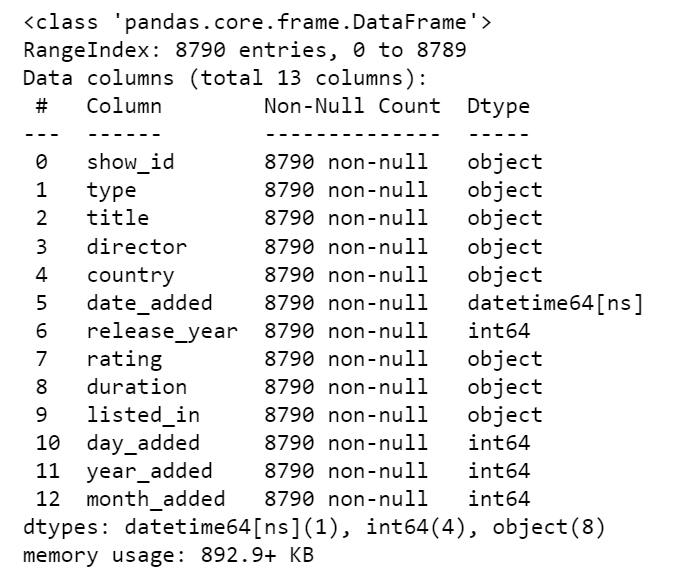 <class 'pandas.core.frame.DataFrame'>
RangeIndex: 8790 entries, 0 to 8789
Data columns (total 13 columns):
 #   Column        Non-Null Count  Dtype
---  ------        --------------  -----
 0   show_id       8790 non-null   object
 1   type          8790 non-null   object
 2   title         8790 non-null   object
 3   director      8790 non-null   object
 4   country       8790 non-null   object
 5   date_added    8790 non-null   datetime64[ns]
 6   release_year  8790 non-null   int64
 7   rating        8790 non-null   object
 8   duration      8790 non-null   object
 9   listed_in     8790 non-null   object
 10  day_added     8790 non-null   int64
 11  year_added    8790 non-null   int64
 12  month_added   8790 non-null   int64
dtypes: datetime64[ns](1), int64(4), object(8)
memory usage: 892.9+ KB